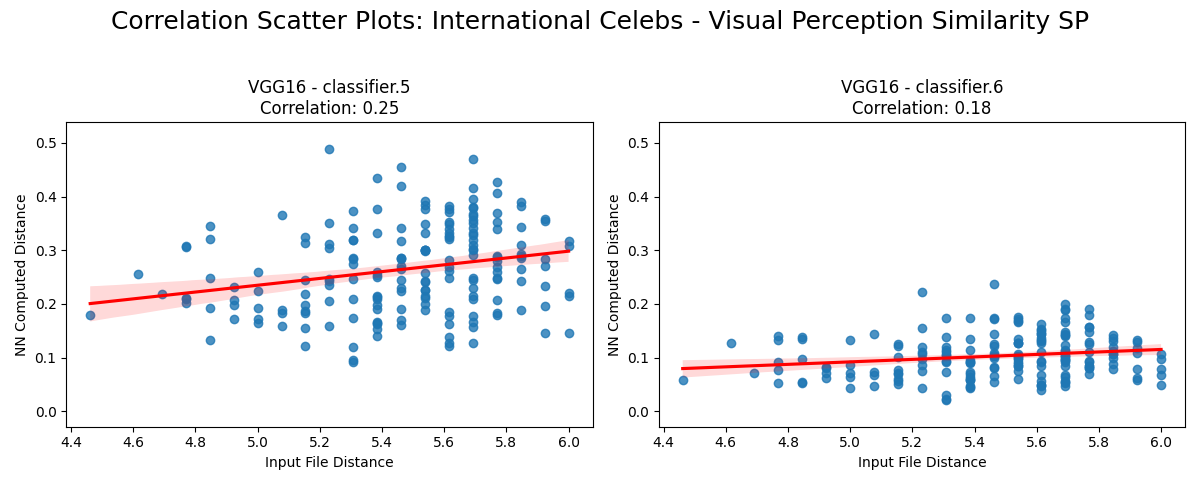 Correlation Scatter Plots: International Celebs - Visual Perception Similarity SP
VGG16 - classifier.5
Correlation: 0.25
NN Computed Distance
0.5
0.4
0.3
0.2
0.1
0.0
4.4 4.6 4.8 5.0 5.2 5.4 5.6 5.8 6.0
Input File Distance
VGG16 - classifier.6
Correlation: 0.18
NN Computed Distance
0.5
0.4
0.3
0.2
0.1
0.0
4.4 4.6 4.8 5.0 5.2 5.4 5.6 5.8 6.0
Input File Distance